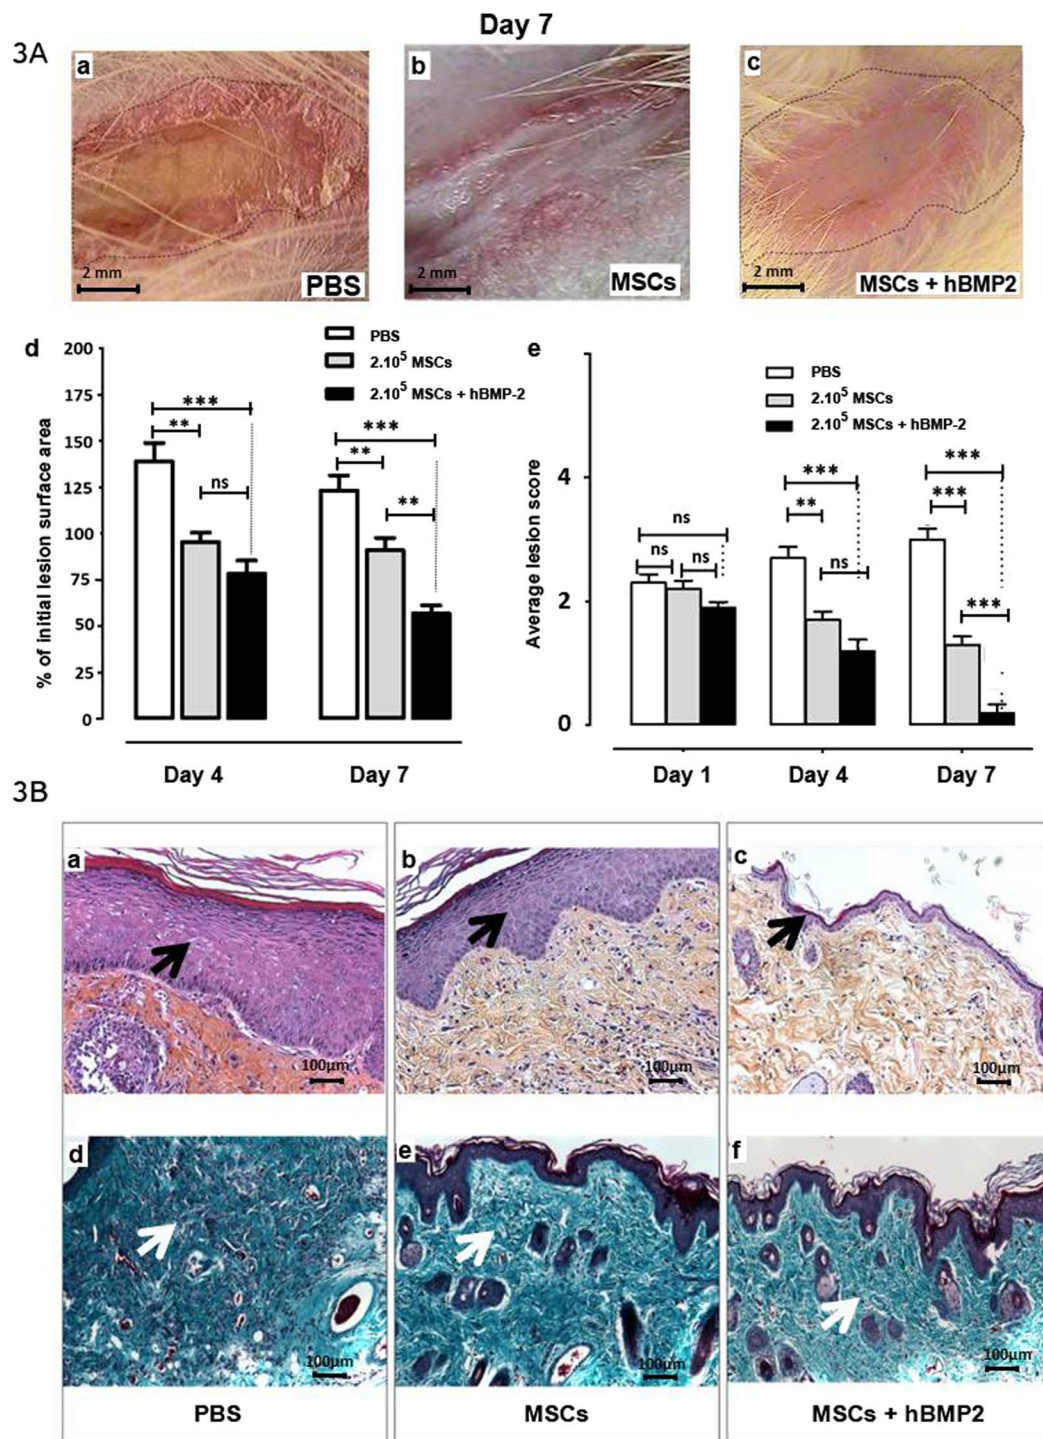 Day 7
3A
a
b
c
2 mm
PBS
2 mm
MSCs
2 mm
MSCs + hBMP2
d
PBS
2.10⁵ MSCs
2.10⁵ MSCs + hBMP-2
% of initial lesion surface area
200
175
150
125
100
75
50
25
0
***
**
ns
***
**
**
Day 4
Day 7
e
PBS
2.10⁵ MSCs
2.10⁵ MSCs + hBMP-2
Average lesion score
4
2
0
ns
ns
ns
***
**
ns
***
***
***
Day 1
Day 4
Day 7
3B
a
b
c
100µm
100µm
100µm
d
e
f
100µm
100µm
100µm
PBS
MSCs
MSCs + hBMP2